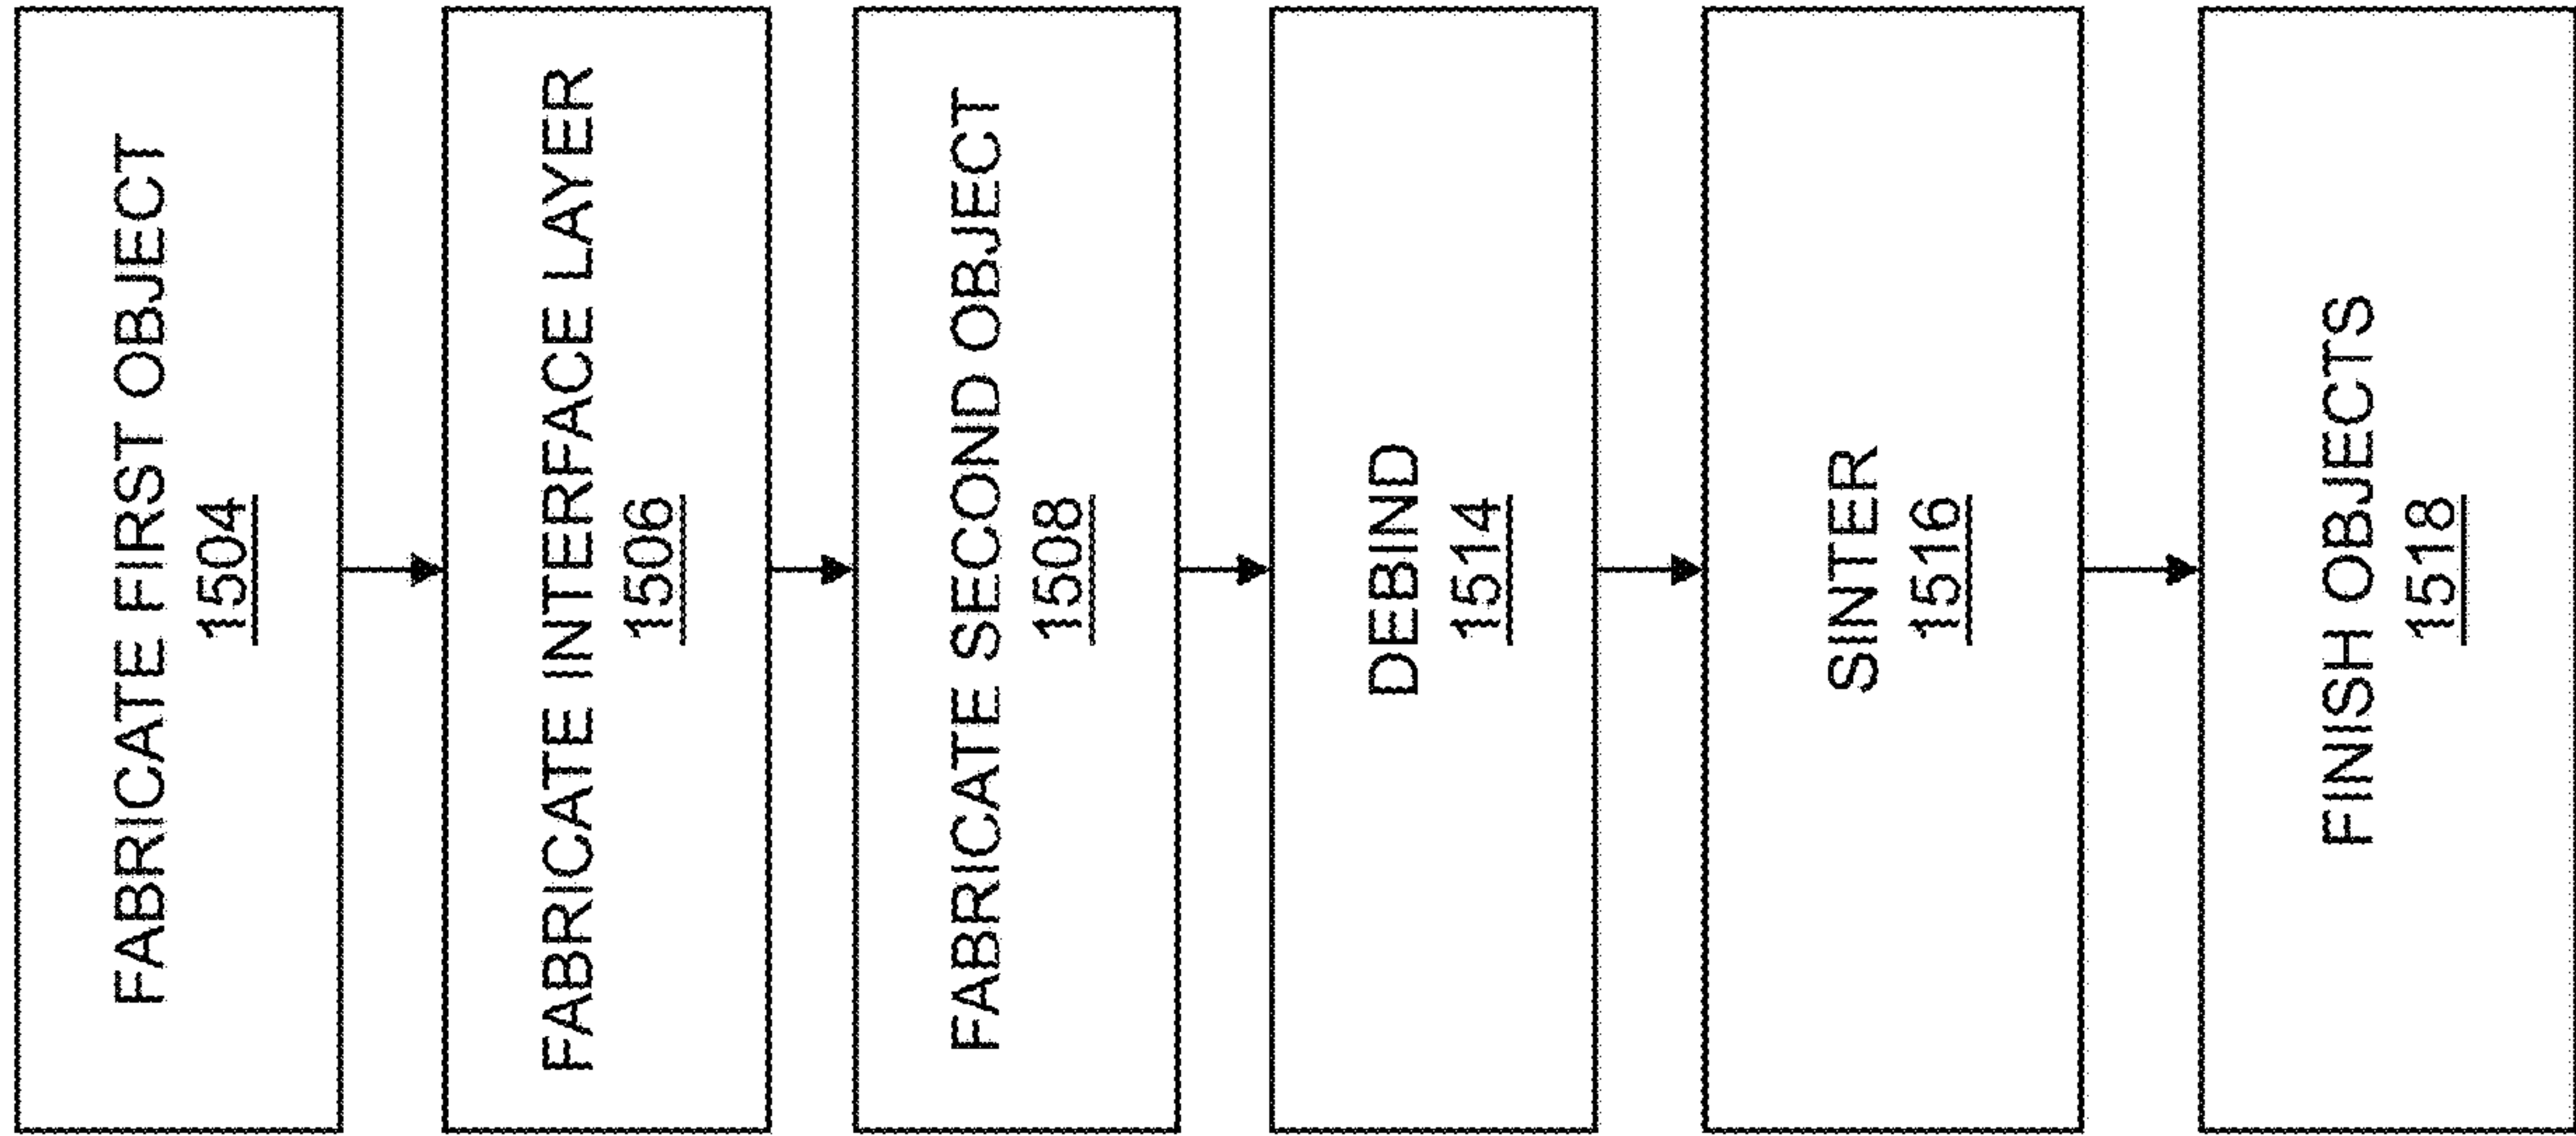 FABRICATE FIRST OBJECT
1504
FABRICATE INTERFACE LAYER
1506
FABRICATE SECOND OBJECT
1508
DEBIND
1514
SINTER
1516
FINISH OBJECTS
1518